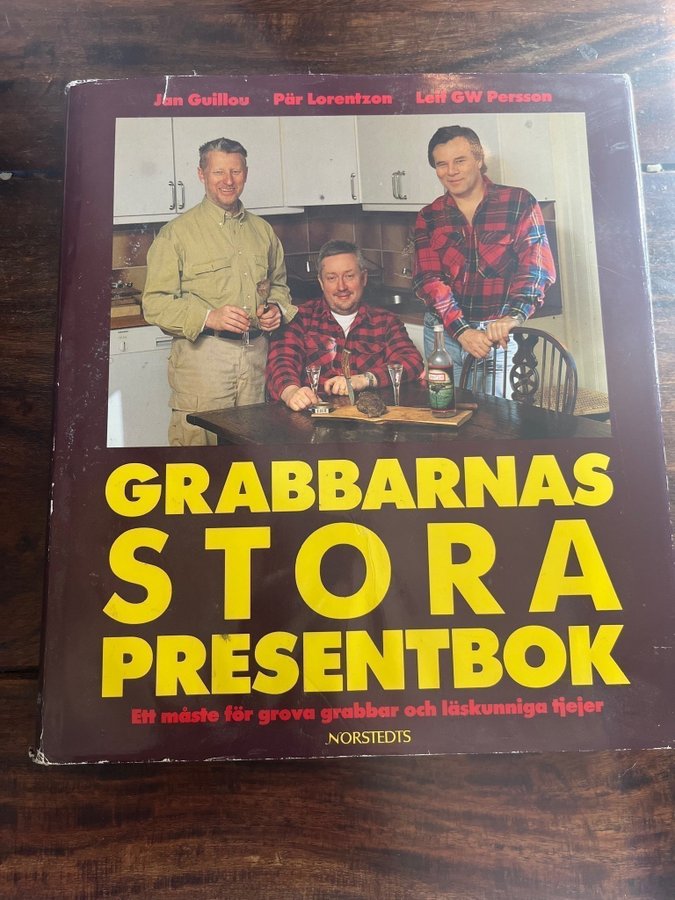 Jan Guillou Pär Lorentzon Leif GW Persson
GRABBARNAS
STORA
PRESENTBOK
Ett måste för grova grabbar och läskunniga tjejer
NORSTEDTS